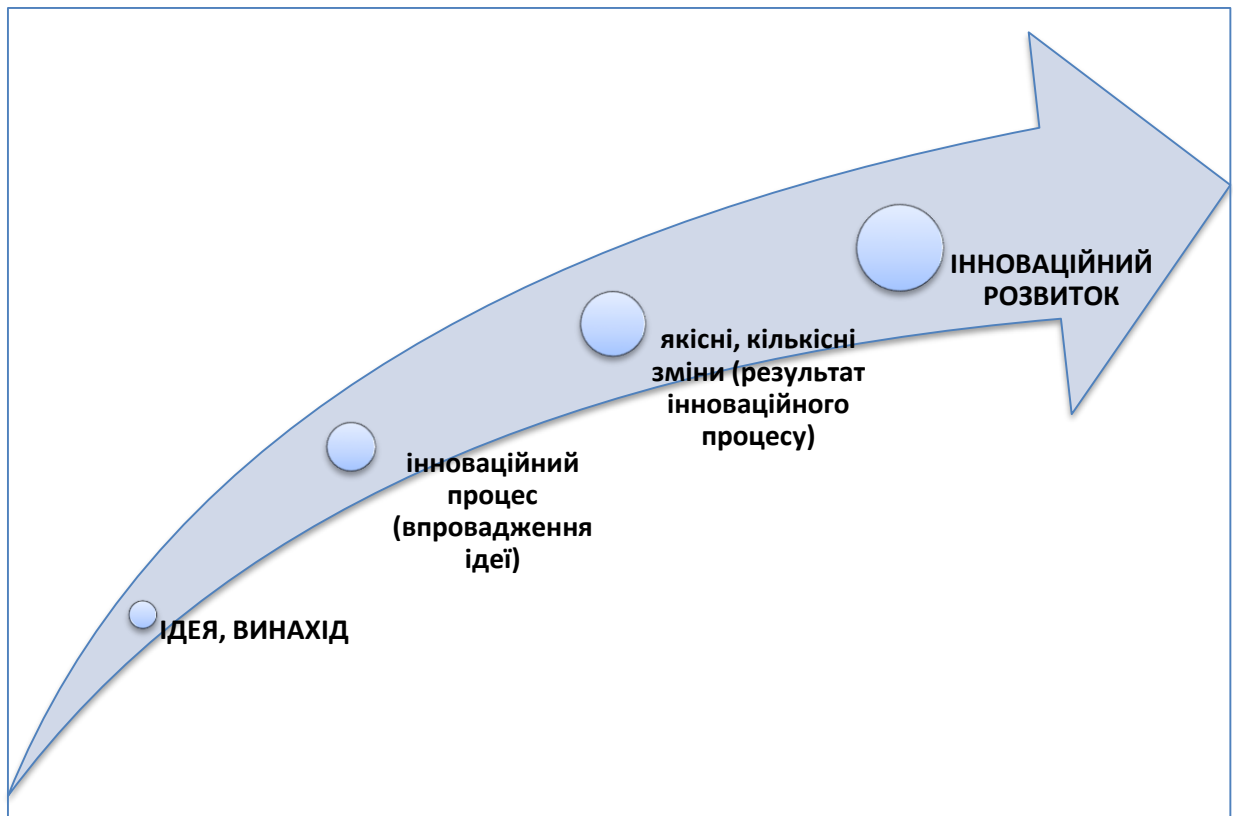 ІННОВАЦІЙНИЙ
РОЗВИТОК
якісні, кількісні
зміни (результат
інноваційного
процесу)
інноваційний
процес
(впровадження
ідеї)
ІДЕЯ, ВИНАХІД